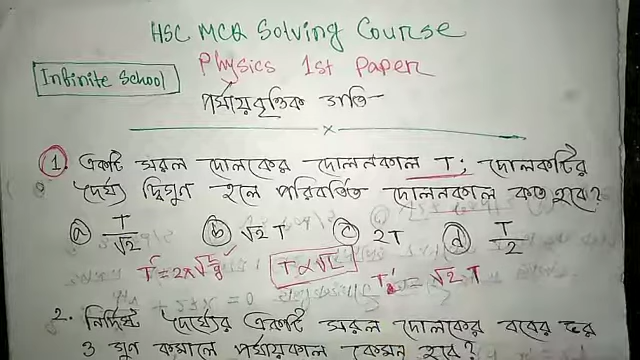 HSC MCQ Solving Course
Infinite School
Physics 1st Paper
পর্যায়বৃত্তিক গতি
x
1. একটি সরল দোলকের দোলনকাল T; দোলকটির
দৈর্ঘ্য দ্বিগুণ হলে পরিবর্তিত দোলনকাল কত হবে?
a T/√2 b √2 T c 2T d T/2
T = 2π√(L/g) T ∝ √L T' = √2 T
2. নির্দিষ্ট দৈর্ঘ্যের একটি সরল দোলকের ববের ভর
৩ গুণ কমালে পর্যায়কাল কেমন হবে?